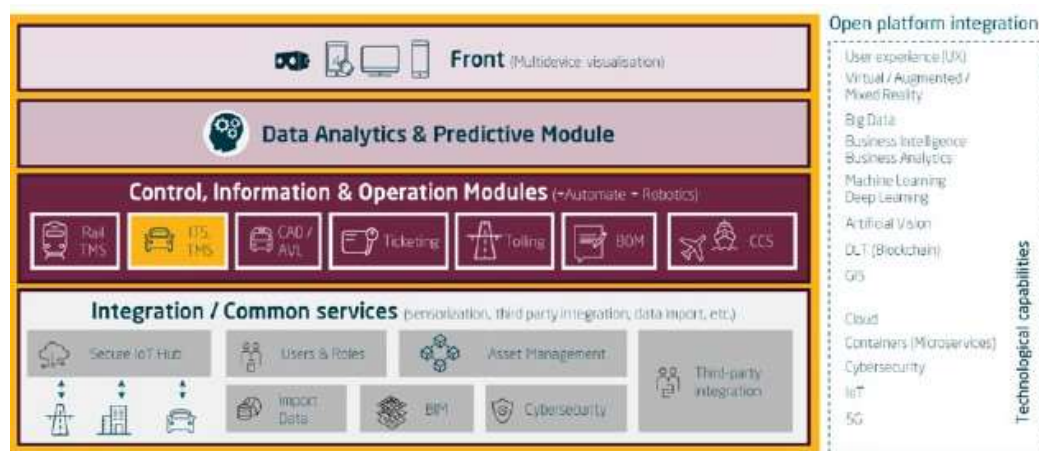 Open platform integration
Front (Multidevice visualisation)
Data Analytics & Predictive Module
Control, Information & Operation Modules (-Automate - Robotics)
Rail
TMS
ITS
TMS
CAD /
AVL
Ticketing
Tolling
BOM
CCS
Integration / Common services (sensorization, third party integration, data import, etc.)
Secure IoT Hub
Users & Roles
Asset Management
Third-party
integration
Import
Data
BIM
Cybersecurity
User experience (UX)
Virtual / Augmented /
Mixed Reality
Big Data
Business Intelligence
Business Analytics
Machine Learning
Deep Learning
Artificial Vision
DLT (Blockchain)
GIS
Cloud
Containers (Microservices)
Cybersecurity
IoT
5G
Technological capabilities